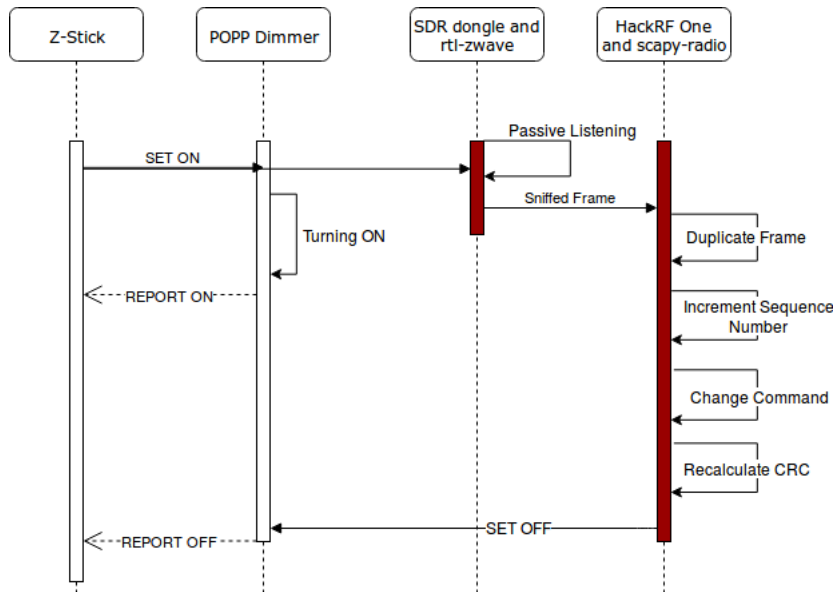 Z-Stick
POPP Dimmer
SDR dongle and
rtl-zwave
HackRF One
and scapy-radio
Passive Listening
SET ON
Sniffed Frame
Turning ON
Duplicate Frame
REPORT ON
Increment Sequence
Number
Change Command
Recalculate CRC
SET OFF
REPORT OFF